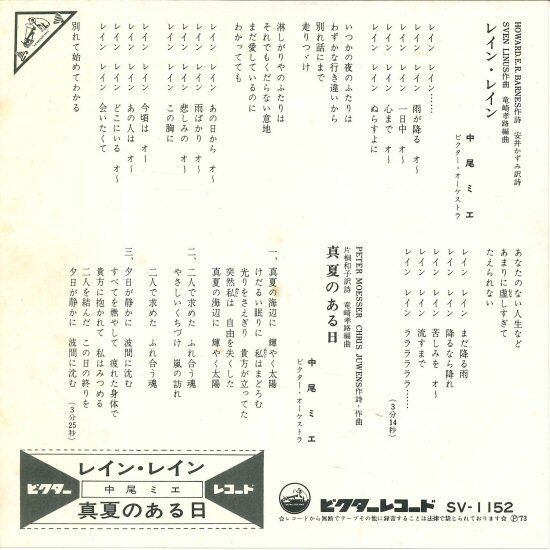 HOWARD.E.R BARNES作詩 安井かずみ訳詩
SVEN LINUS作曲 竜崎孝路編曲
レイン・レイン
中尾ミエ
ビクター・オーケストラ
レイン レイン レイン……
レイン レイン 雨が降る オ～
レイン レイン 一日中 オ～
レイン レイン 心まで オ～
レイン レイン ぬらすよに
いつかの夜のふたりは
わずかな行き違いから
別れ話にまで
走りつづけ
淋しがりやのふたりは
それでもくだらない意地
まだ愛しているのに
わかってても
レイン レイン あの日から オ～
レイン レイン 雨ばかり オ～
レイン レイン 悲しみの オ～
レイン レイン この胸に
レイン レイン 今頃は オ～
レイン レイン あの人は オ～
レイン レイン どこにいる オ～
レイン レイン 会いたくて
別れて始めてわかる
あなたのない人生など
あまりに虚しすぎて
たえられない
レイン レイン まだ降る雨
レイン レイン 降るなら降れ
レイン レイン 苦しみを オ～
レイン レイン 流すまで
レイン レイン ララララララ……
(3分14秒)
PETER MOESSER CHRIS JUWENS作詩・作曲
片桐和子訳詩 竜崎孝路編曲
真夏のある日
中尾ミエ
ビクター・オーケストラ
一、真夏の海辺に 輝やく太陽
けだるい眠りに 私はまどろむ
光りをさえぎり 貴方が立ってた
突然私は 自由を失くした
真夏の海辺に 輝やく太陽
二、二人で求めた ふれ合う魂
やさしいくちづけ 嵐の訪れ
二人で求めた ふれ合う魂
三、夕日が静かに 波間に沈む
すべてを燃やして 疲れた身体で
貴方に抱かれて 私はみつめる
二人を結んだ この日の終りを
夕日が静かに 波間に沈む
(3分25秒)
レイン・レイン
ビクター
中尾ミエ
レコード
真夏のある日
ビクターレコード SV-1152
☆レコードから無断でテープその他に録音することは法律で禁じられております☆ Ⓟ'73